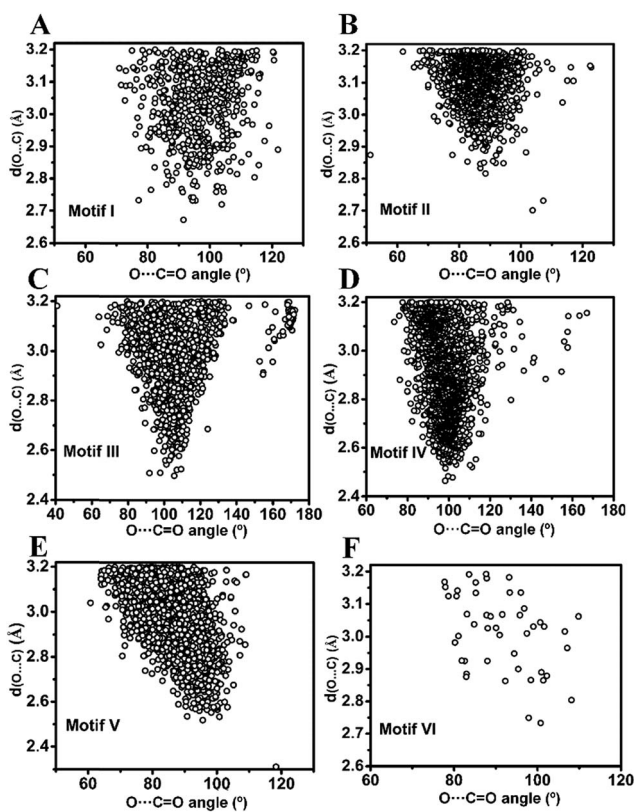 A
3.2
3.1
3.0
2.9
2.8
2.7
2.6
d(O...C) (Å)
Motif I
60 80 100 120
O···C=O angle (º)
B
3.2
3.1
3.0
2.9
2.8
2.7
2.6
d(O...C) (Å)
Motif II
60 80 100 120
O···C=O angle (º)
C
3.2
3.0
2.8
2.6
2.4
d(O...C) (Å)
Motif III
40 60 80 100 120 140 160 180
O···C=O angle (º)
D
3.2
3.0
2.8
2.6
2.4
d(O...C) (Å)
Motif IV
60 80 100 120 140 160 180
O···C=O angle (º)
E
3.2
3.0
2.8
2.6
2.4
d(O...C) (Å)
Motif V
60 80 100 120
O···C=O angle (º)
F
3.2
3.1
3.0
2.9
2.8
2.7
2.6
d(O...C) (Å)
Motif VI
60 80 100 120
O···C=O angle (º)